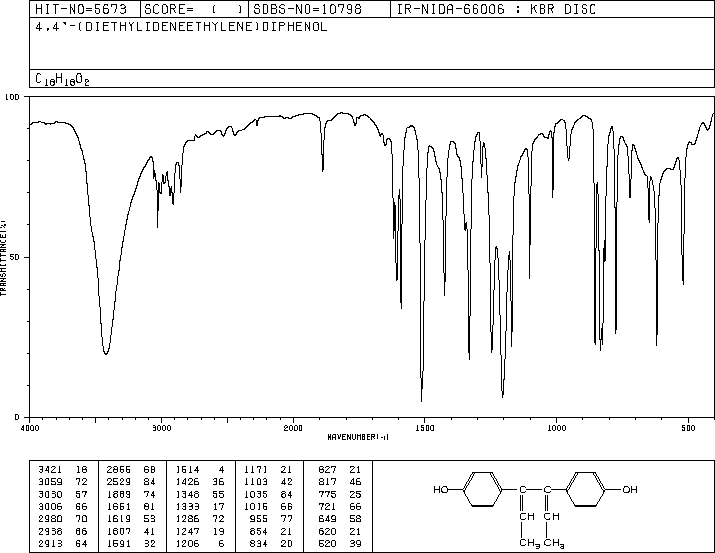 HIT-NO=5673 SCORE= ( ) SDBS-NO=10798 IR-NIDA-66006 : KBR DISC
4,4'-(DIETHYLIDENEETHYLENE)DIPHENOL
C18H18O2
100
50
0
TRANSMITTANCE(%)
4000 3000 2000 1500 1000 500
WAVENUMBER(-1)
3421 18 2866 68 1514 4 1171 21 827 21
3059 72 2529 84 1426 36 1103 42 817 46
3030 57 1889 74 1348 55 1035 84 775 25
3006 66 1651 81 1333 17 1016 66 721 66
2980 70 1619 53 1286 72 955 77 649 58
2938 66 1607 41 1247 19 854 21 620 21
2913 64 1591 32 1206 6 834 20 520 39
HO C C OH
CH CH
CH3 CH3